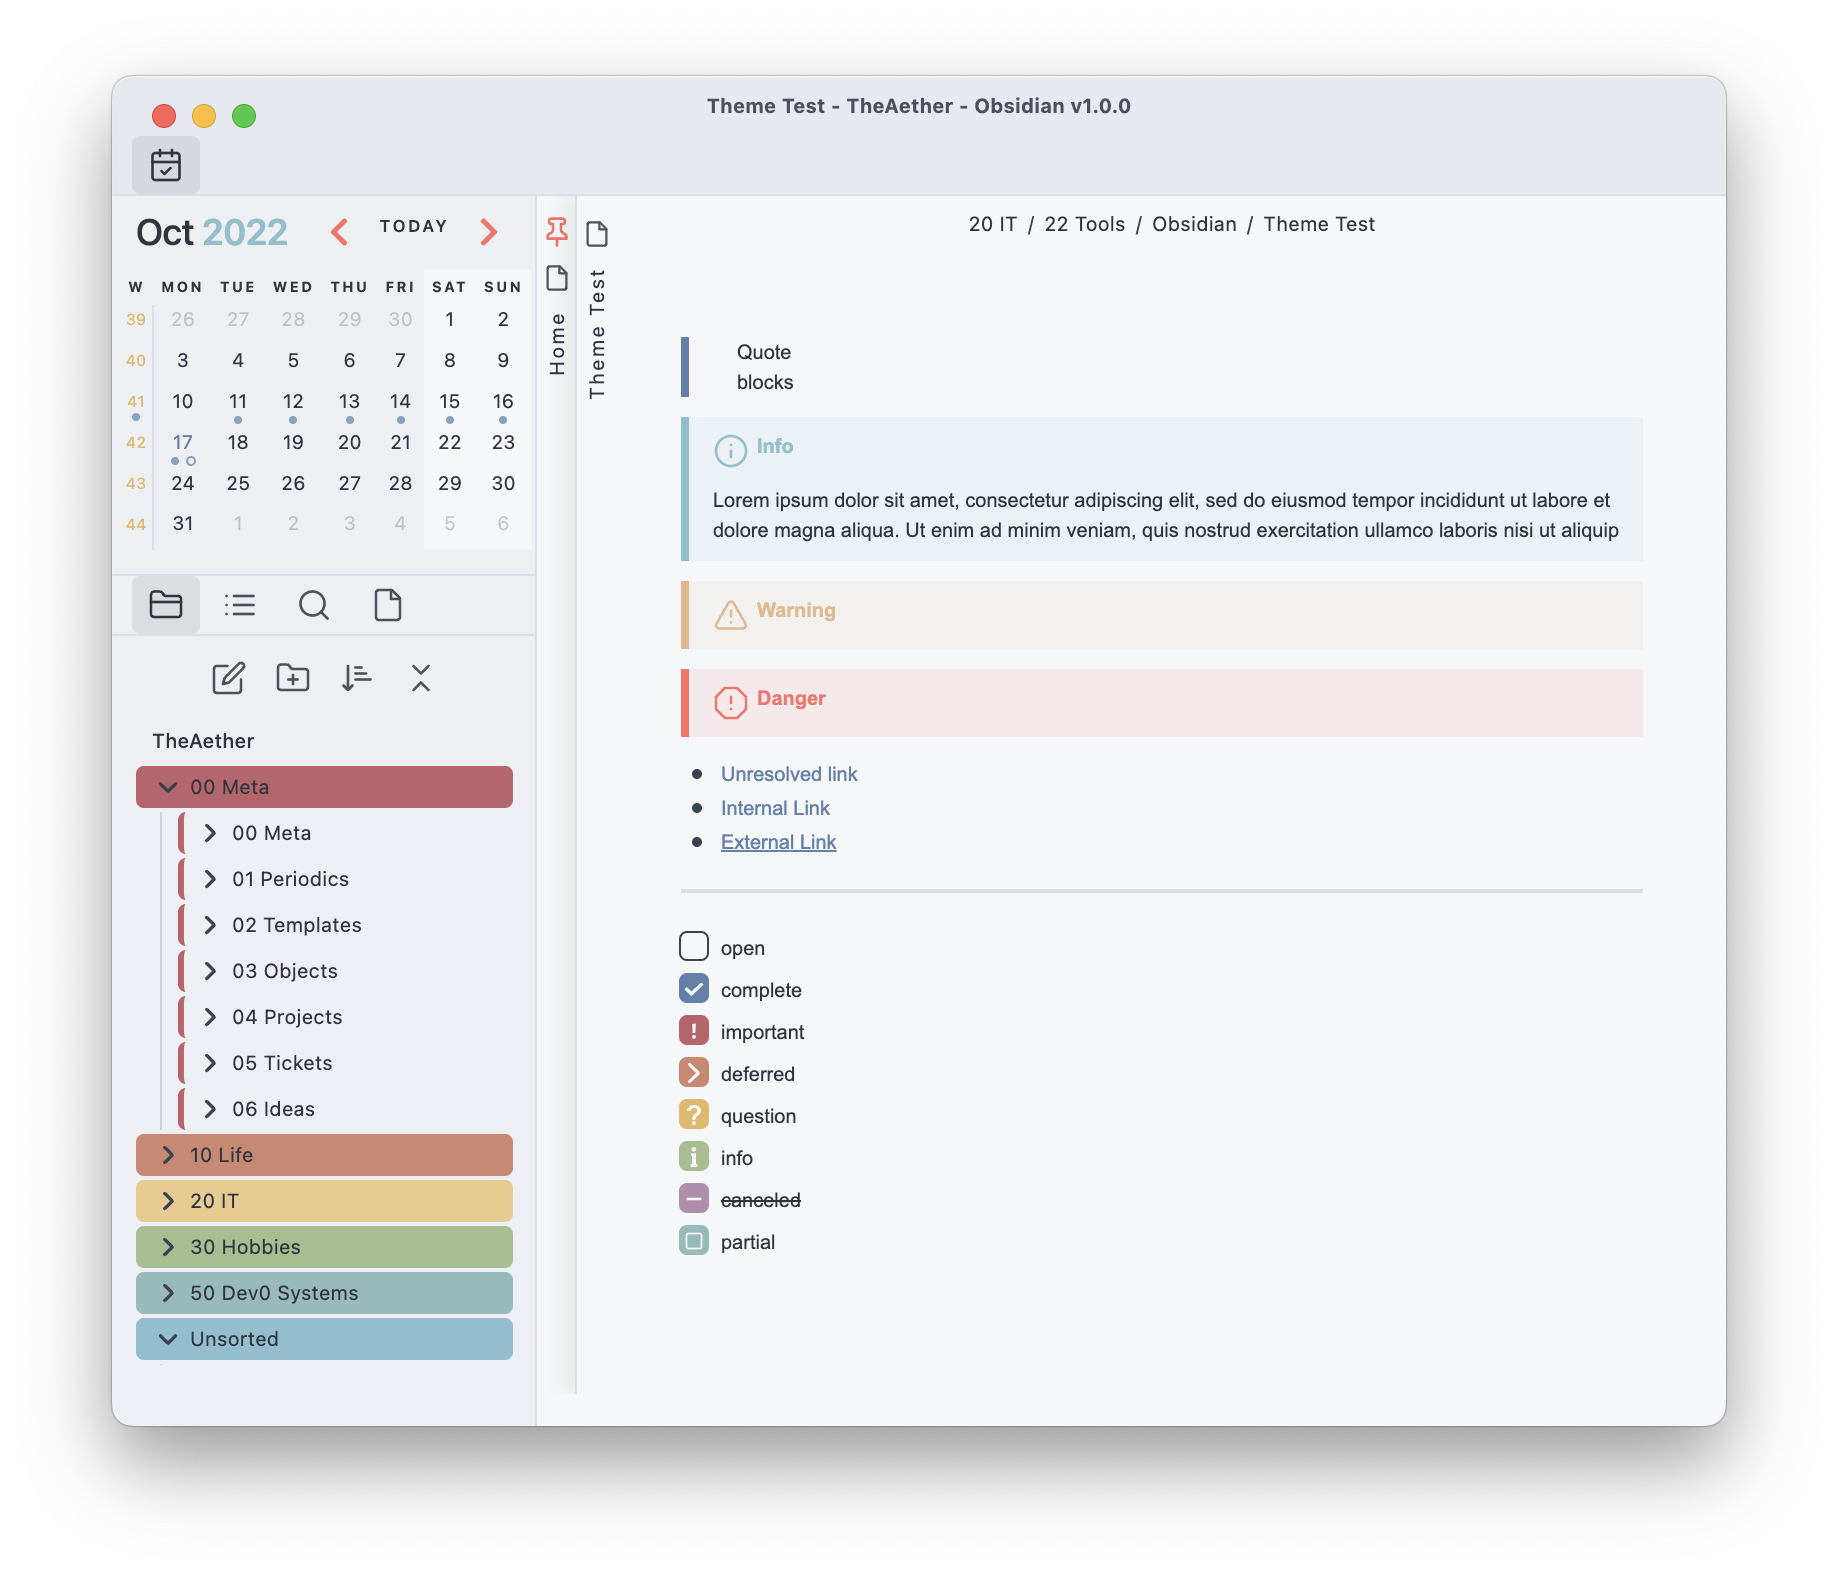 Theme Test - TheAether - Obsidian v1.0.0
Oct 2022
TODAY
W MON TUE WED THU FRI SAT SUN
39 26 27 28 29 30 1 2
40 3 4 5 6 7 8 9
41 10 11 12 13 14 15 16
42 17 18 19 20 21 22 23
43 24 25 26 27 28 29 30
44 31 1 2 3 4 5 6
TheAether
00 Meta
00 Meta
01 Periodics
02 Templates
03 Objects
04 Projects
05 Tickets
06 Ideas
10 Life
20 IT
30 Hobbies
50 Dev0 Systems
Unsorted
Home
Theme Test
20 IT / 22 Tools / Obsidian / Theme Test
Quote
blocks
Info
Lorem ipsum dolor sit amet, consectetur adipiscing elit, sed do eiusmod tempor incididunt ut labore et
dolore magna aliqua. Ut enim ad minim veniam, quis nostrud exercitation ullamco laboris nisi ut aliquip
Warning
Danger
Unresolved link
Internal Link
External Link
open
complete
important
deferred
question
info
canceled
partial